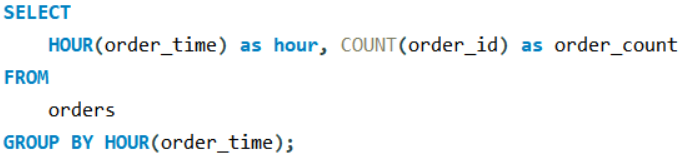 SELECT
HOUR(order_time) as hour, COUNT(order_id) as order_count
FROM
orders
GROUP BY HOUR(order_time);